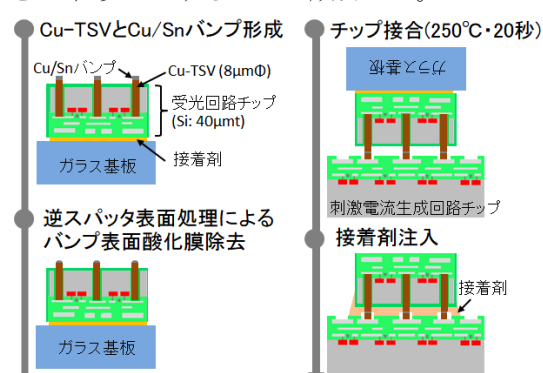 Cu-TSVとCu/Snバンプ形成
Cu/Snバンプ
Cu-TSV (8μmΦ)
受光回路チップ
(Si: 40μmt)
接着剤
ガラス基板
逆スパッタ表面処理による
バンプ表面酸化膜除去
ガラス基板
チップ接合(250℃・20秒)
ガラス基板
刺激電流生成回路チップ
接着剤注入
接着剤